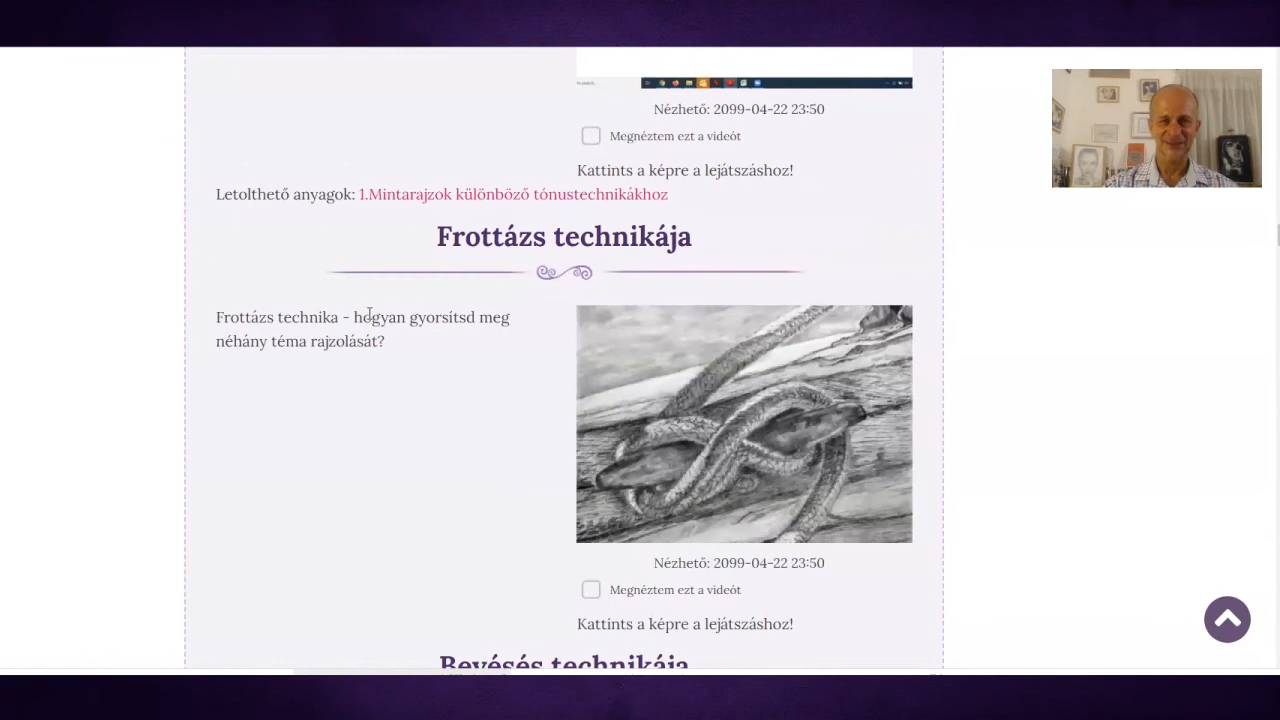 Nézhető: 2099-04-22 23:50
Megnéztem ezt a videót
Kattints a képre a lejátszáshoz!
Letolthető anyagok: 1.Mintarajzok különböző tónustechnikákhoz
Frottázs technikája
Frottázs technika - hogyan gyorsítsd meg
néhány téma rajzolását?
Nézhető: 2099-04-22 23:50
Megnéztem ezt a videót
Kattints a képre a lejátszáshoz!
Bevésés technikája